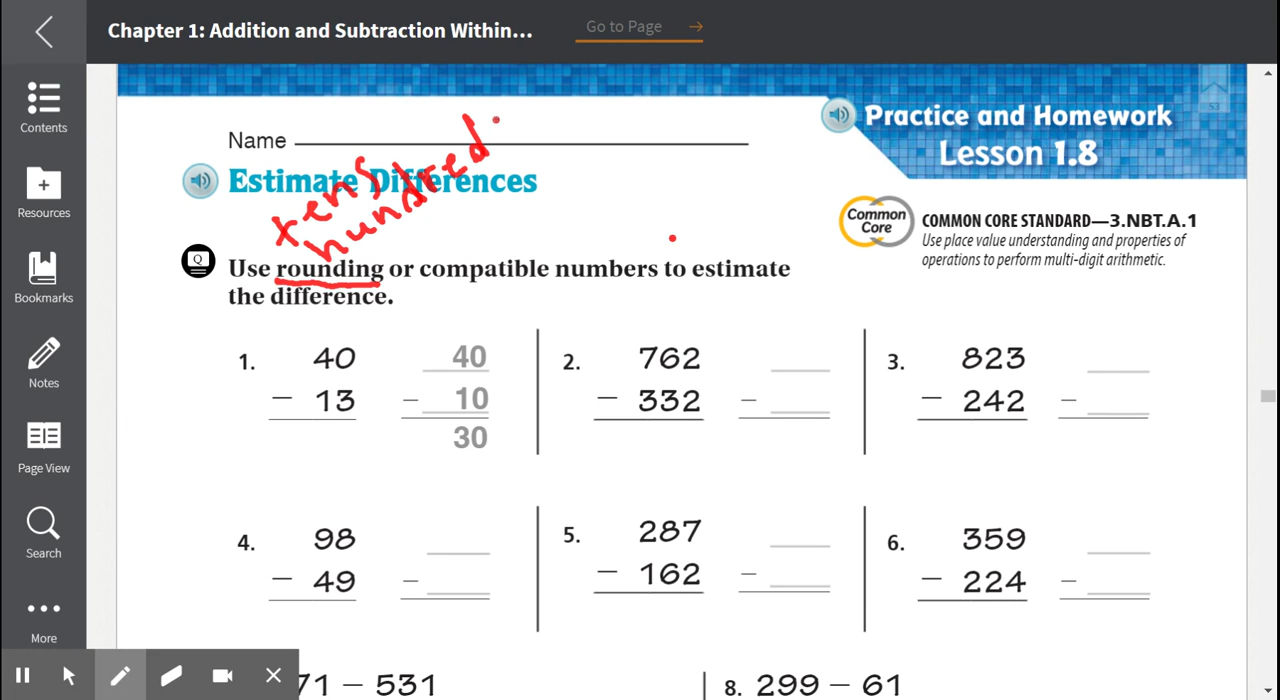 Chapter 1: Addition and Subtraction Within...
Go to Page →
Contents
Resources
Bookmarks
Notes
Page View
Search
More
53
Practice and Homework
Lesson 1.8
Name
Estimate Differences
tens
hundred
Common Core
COMMON CORE STANDARD—3.NBT.A.1
Use place value understanding and properties of
operations to perform multi-digit arithmetic.
Q
Use rounding or compatible numbers to estimate
the difference.
1. 40 40
− 13 − 10
30
2. 762
− 332 −
3. 823
− 242 −
4. 98
− 49 −
5. 287
− 162 −
6. 359
− 224 −
71 − 531
8. 299 − 61